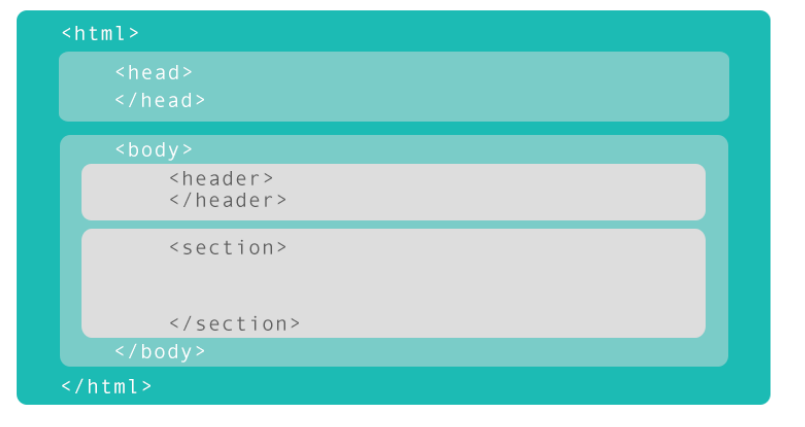 <html>
<head>
</head>
<body>
<header>
</header>
<section>
</section>
</body>
</html>